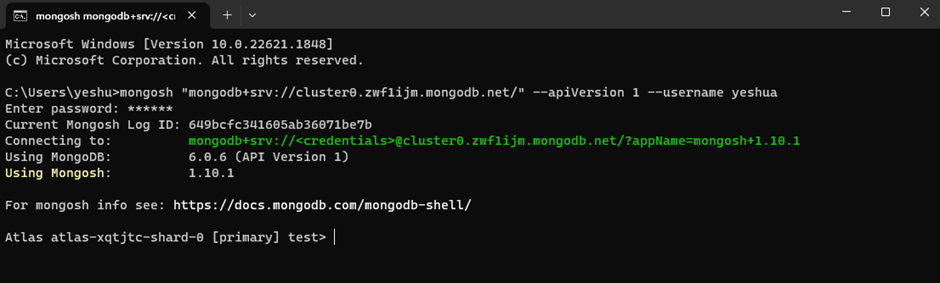 mongosh mongodb+srv://<cr
Microsoft Windows [Version 10.0.22621.1848]
(c) Microsoft Corporation. All rights reserved.
C:\Users\yeshu>mongosh "mongodb+srv://cluster0.zwf1ijm.mongodb.net/" --apiVersion 1 --username yeshua
Enter password: ******
Current Mongosh Log ID: 649bcfc341605ab36071be7b
Connecting to: mongodb+srv://<credentials>@cluster0.zwf1ijm.mongodb.net/?appName=mongosh+1.10.1
Using MongoDB: 6.0.6 (API Version 1)
Using Mongosh: 1.10.1
For mongosh info see: https://docs.mongodb.com/mongodb-shell/
Atlas atlas-xqtjtc-shard-0 [primary] test>